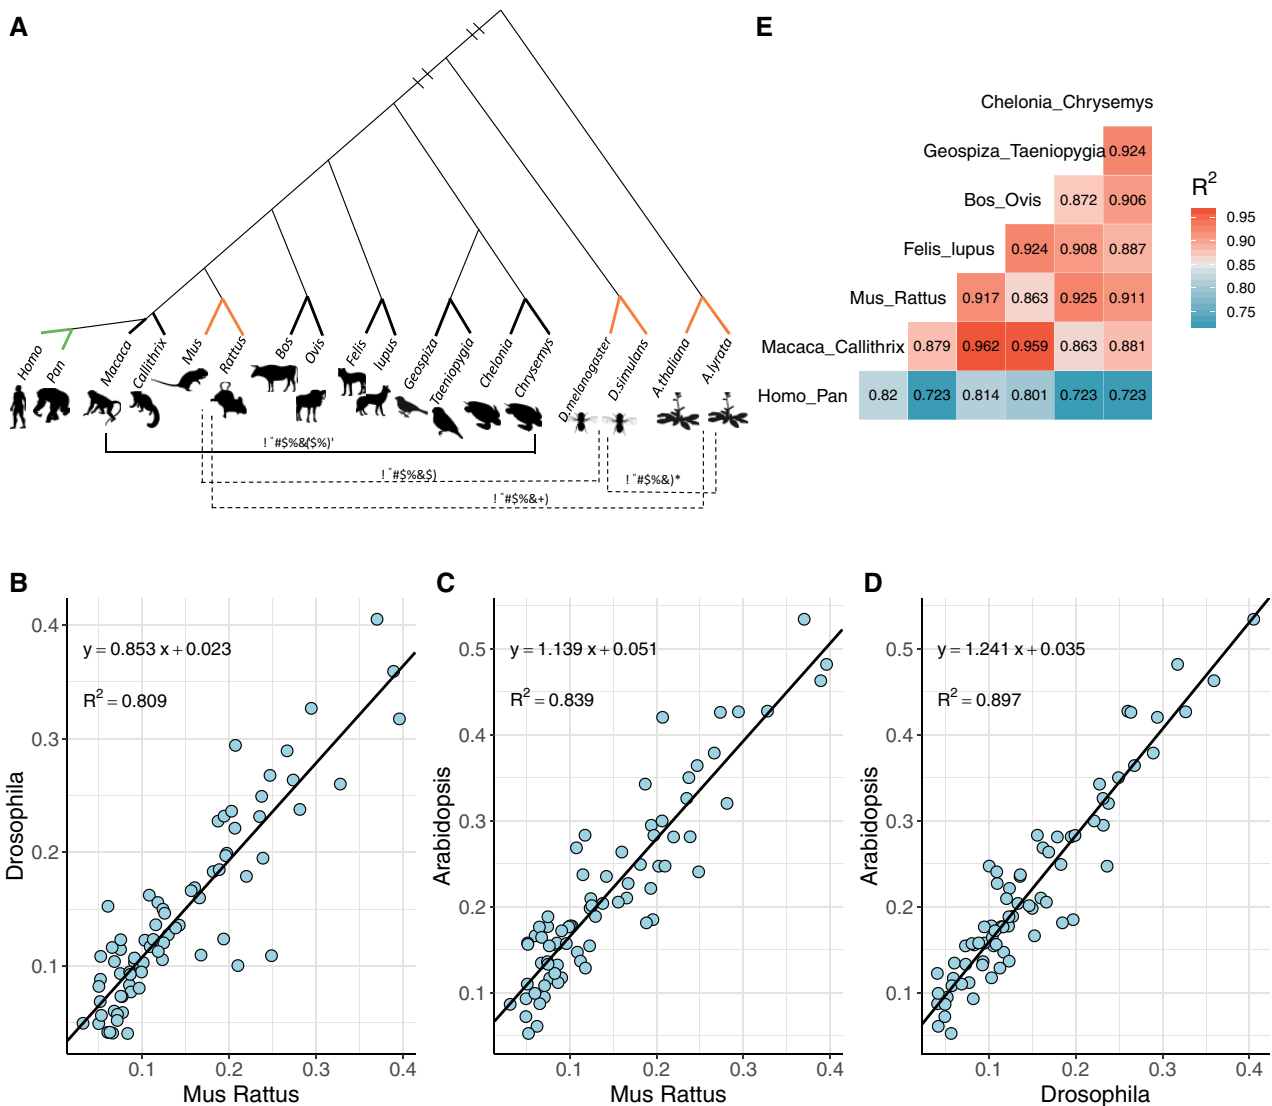 A
Homo
Pan
Macaca
Callithrix
Mus
Rattus
Bos
Ovis
Felis
lupus
Geospiza
Taeniopygia
Chelonia
Chrysemys
D.melanogaster
D.simulans
A.thaliana
A.lyrata
!"#$%&('$%)'
!"#$%&$)
!"#$%&)*
!"#$%&+)
E
Chelonia_Chrysemys
Geospiza_Taeniopygia 0.924
Bos_Ovis 0.872 0.906
Felis_lupus 0.924 0.908 0.887
Mus_Rattus 0.917 0.863 0.925 0.911
Macaca_Callithrix 0.879 0.962 0.959 0.863 0.881
Homo_Pan 0.82 0.723 0.814 0.801 0.723 0.723
R²
0.95
0.90
0.85
0.80
0.75
B
y = 0.853 x + 0.023
R² = 0.809
Drosophila
0.4
0.3
0.2
0.1
0.1 0.2 0.3 0.4
Mus Rattus
C
y = 1.139 x + 0.051
R² = 0.839
Arabidopsis
0.5
0.4
0.3
0.2
0.1
0.1 0.2 0.3 0.4
Mus Rattus
D
y = 1.241 x + 0.035
R² = 0.897
Arabidopsis
0.5
0.4
0.3
0.2
0.1
0.1 0.2 0.3 0.4
Drosophila